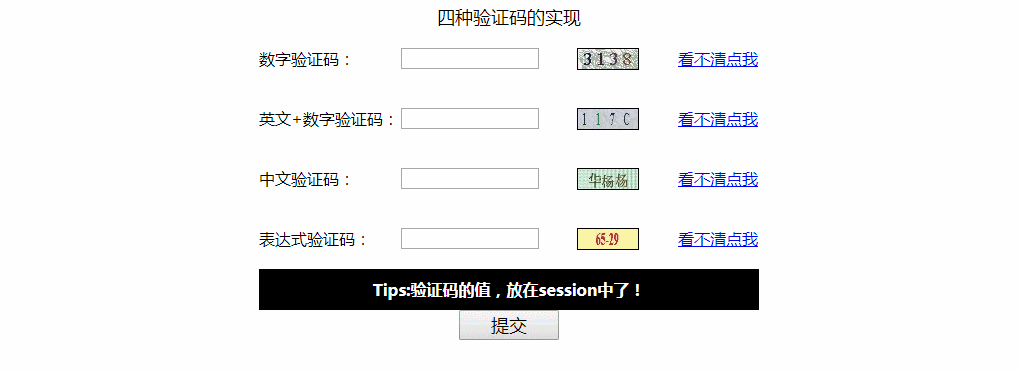 四种验证码的实现
数字验证码： 3138 看不清点我
英文+数字验证码： 117C 看不清点我
中文验证码： 华杨杨 看不清点我
表达式验证码： 65-29 看不清点我
Tips:验证码的值，放在session中了！
提交